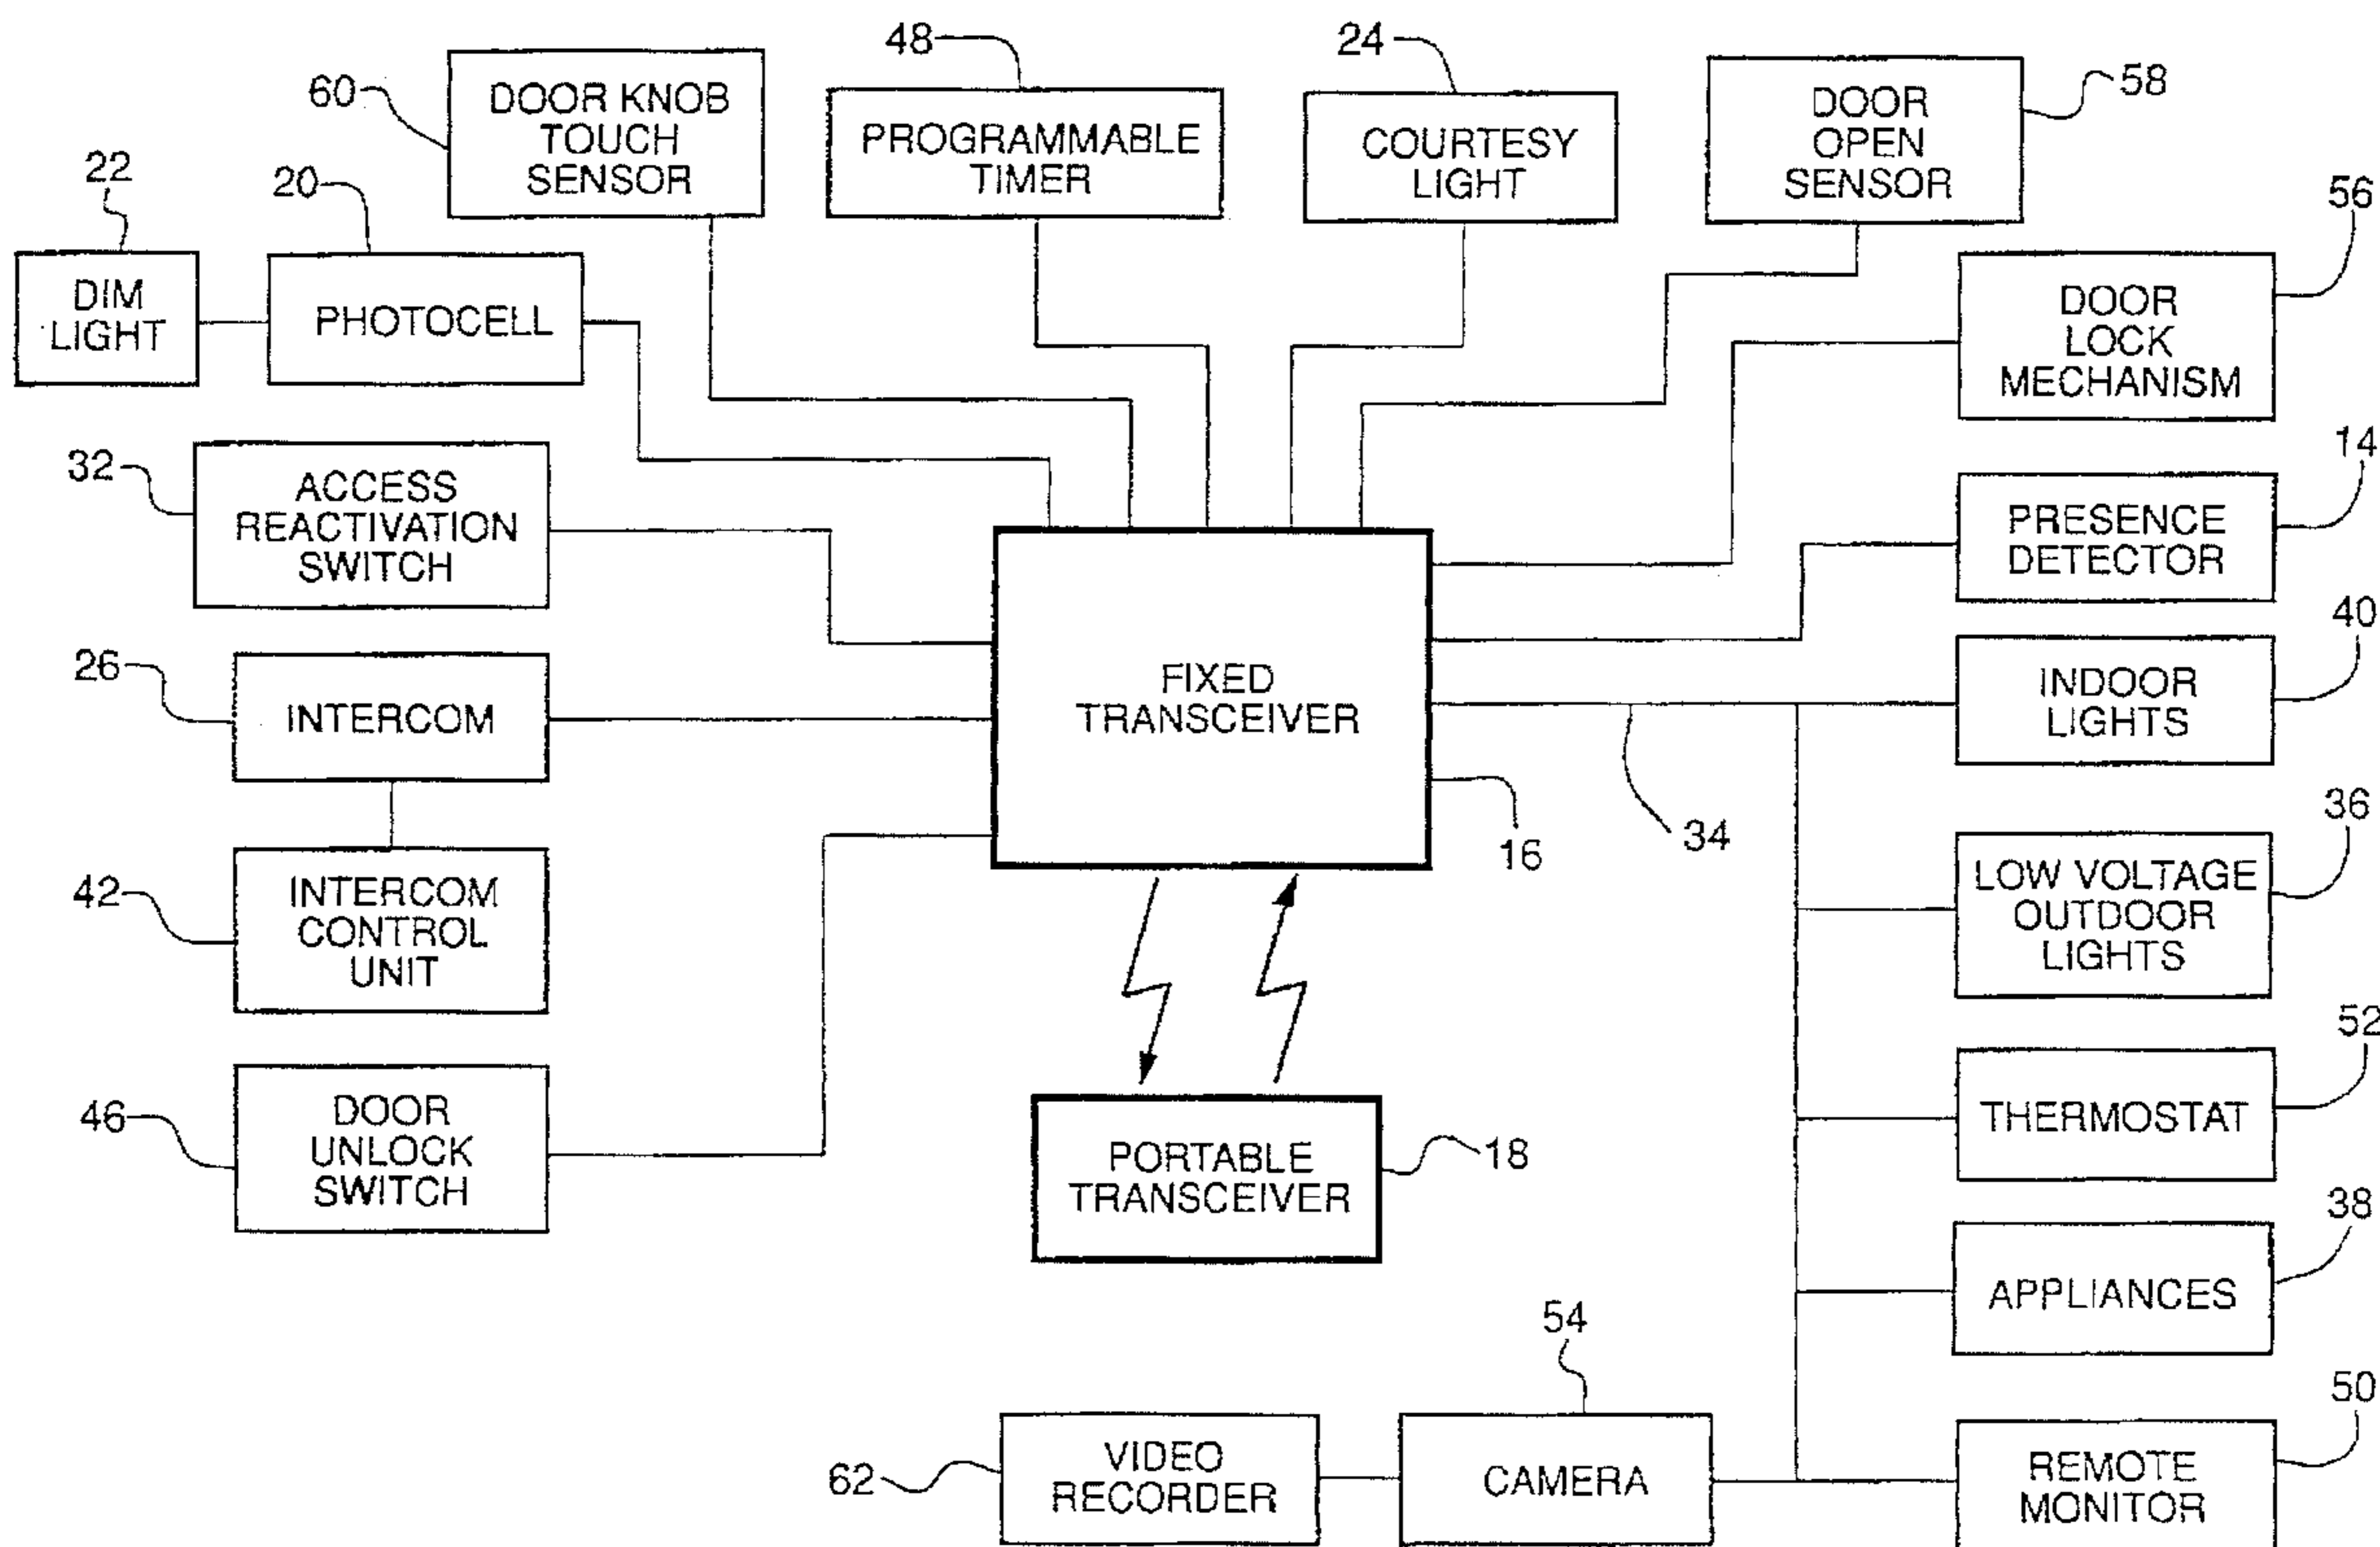 48
24
60
DOOR KNOB
TOUCH
SENSOR
PROGRAMMABLE
TIMER
COURTESY
LIGHT
DOOR
OPEN
SENSOR
58
22
20
56
DIM
LIGHT
PHOTOCELL
DOOR
LOCK
MECHANISM
32
ACCESS
REACTIVATION
SWITCH
14
PRESENCE
DETECTOR
26
INTERCOM
FIXED
TRANSCEIVER
16
34
40
INDOOR
LIGHTS
42
INTERCOM
CONTROL
UNIT
36
LOW VOLTAGE
OUTDOOR
LIGHTS
46
DOOR
UNLOCK
SWITCH
PORTABLE
TRANSCEIVER
18
52
THERMOSTAT
38
APPLIANCES
54
50
62
VIDEO
RECORDER
CAMERA
REMOTE
MONITOR